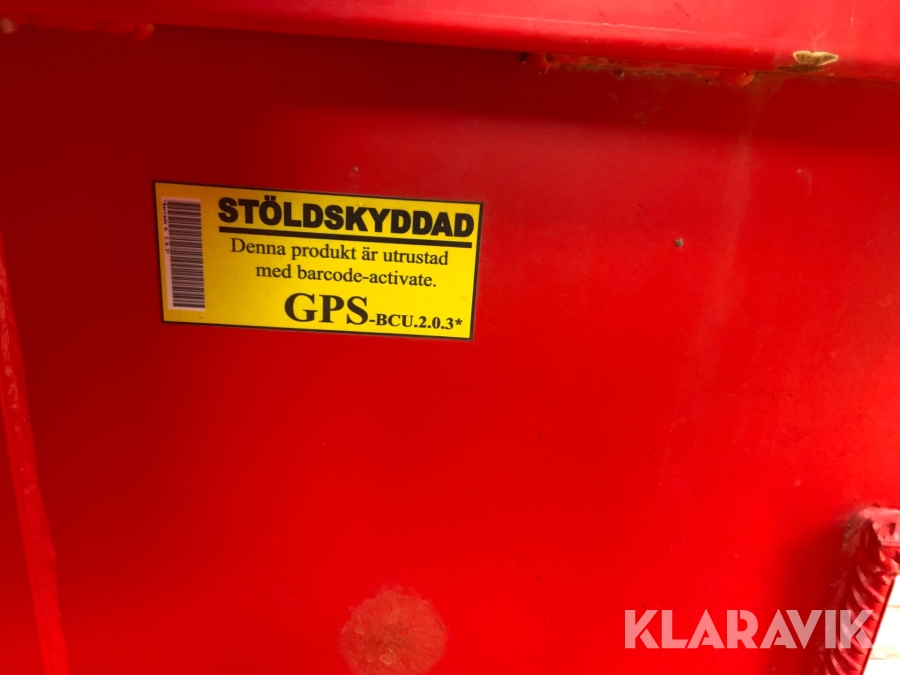 STÖLDSKYDDAD
Denna produkt är utrustad
med barcode-activate.
GPS-BCU.2.0.3*
KLARAVIK